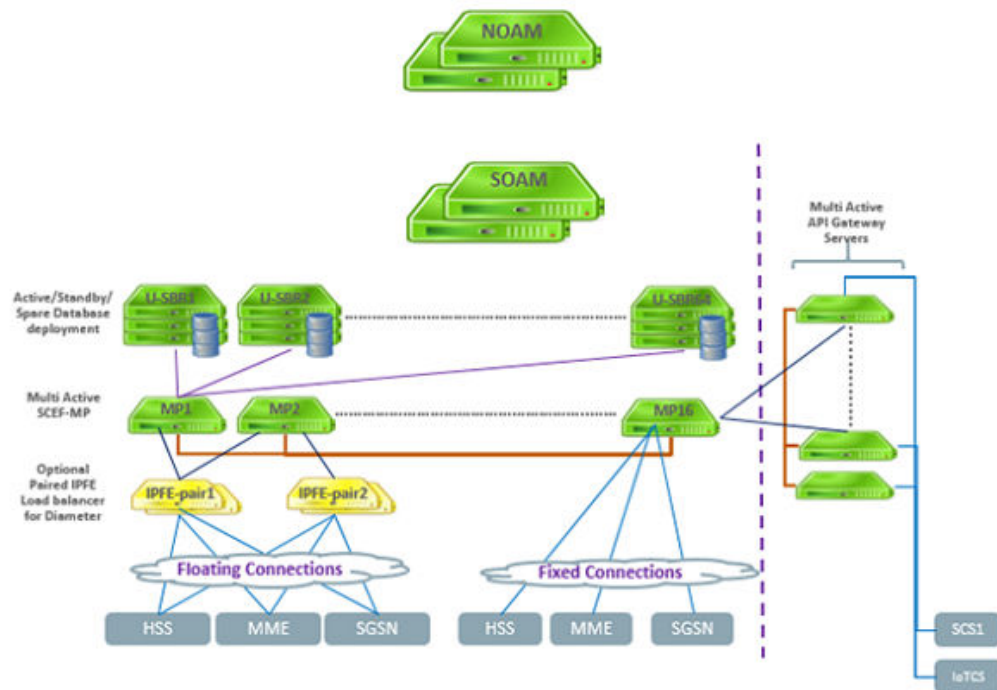 NOAM
SOAM
Multi Active
API Gateway
Servers
Active/Standby/
Spare Database
deployment
U-SBR1
U-SBR2
U-SBR64
Multi Active
SCEF-MP
MP1
MP2
MP16
Optional
Paired IPFE
Load balancer
for Diameter
IPFE-pair1
IPFE-pair2
Floating Connections
Fixed Connections
HSS
MME
SGSN
HSS
MME
SGSN
SCS1
IoTCS